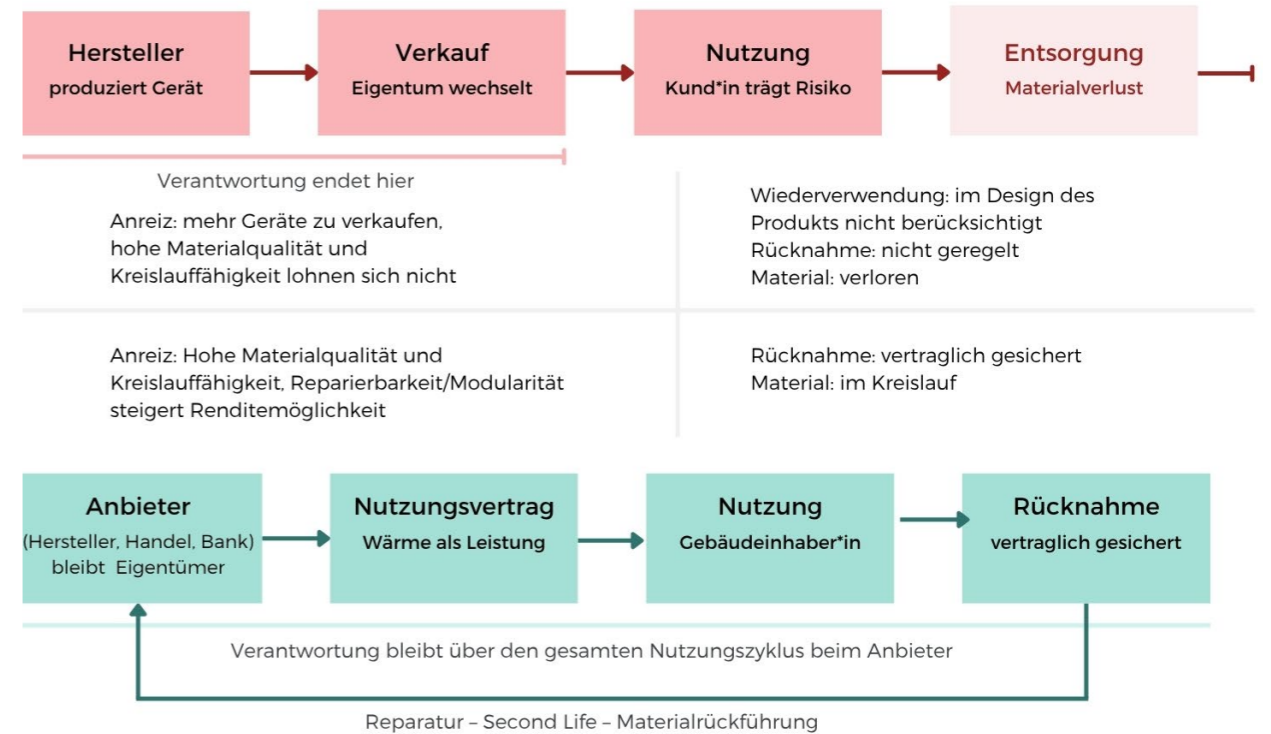 Hersteller
produziert Gerät
Verkauf
Eigentum wechselt
Nutzung
Kund*in trägt Risiko
Entsorgung
Materialverlust
Verantwortung endet hier
Anreiz: mehr Geräte zu verkaufen,
hohe Materialqualität und
Kreislauffähigkeit lohnen sich nicht
Wiederverwendung: im Design des
Produkts nicht berücksichtigt
Rücknahme: nicht geregelt
Material: verloren
Anreiz: Hohe Materialqualität und
Kreislauffähigkeit, Reparierbarkeit/Modularität
steigert Renditemöglichkeit
Rücknahme: vertraglich gesichert
Material: im Kreislauf
Anbieter
(Hersteller, Handel, Bank)
bleibt Eigentümer
Nutzungsvertrag
Wärme als Leistung
Nutzung
Gebäudeinhaber*in
Rücknahme
vertraglich gesichert
Verantwortung bleibt über den gesamten Nutzungszyklus beim Anbieter
Reparatur – Second Life – Materialrückführung